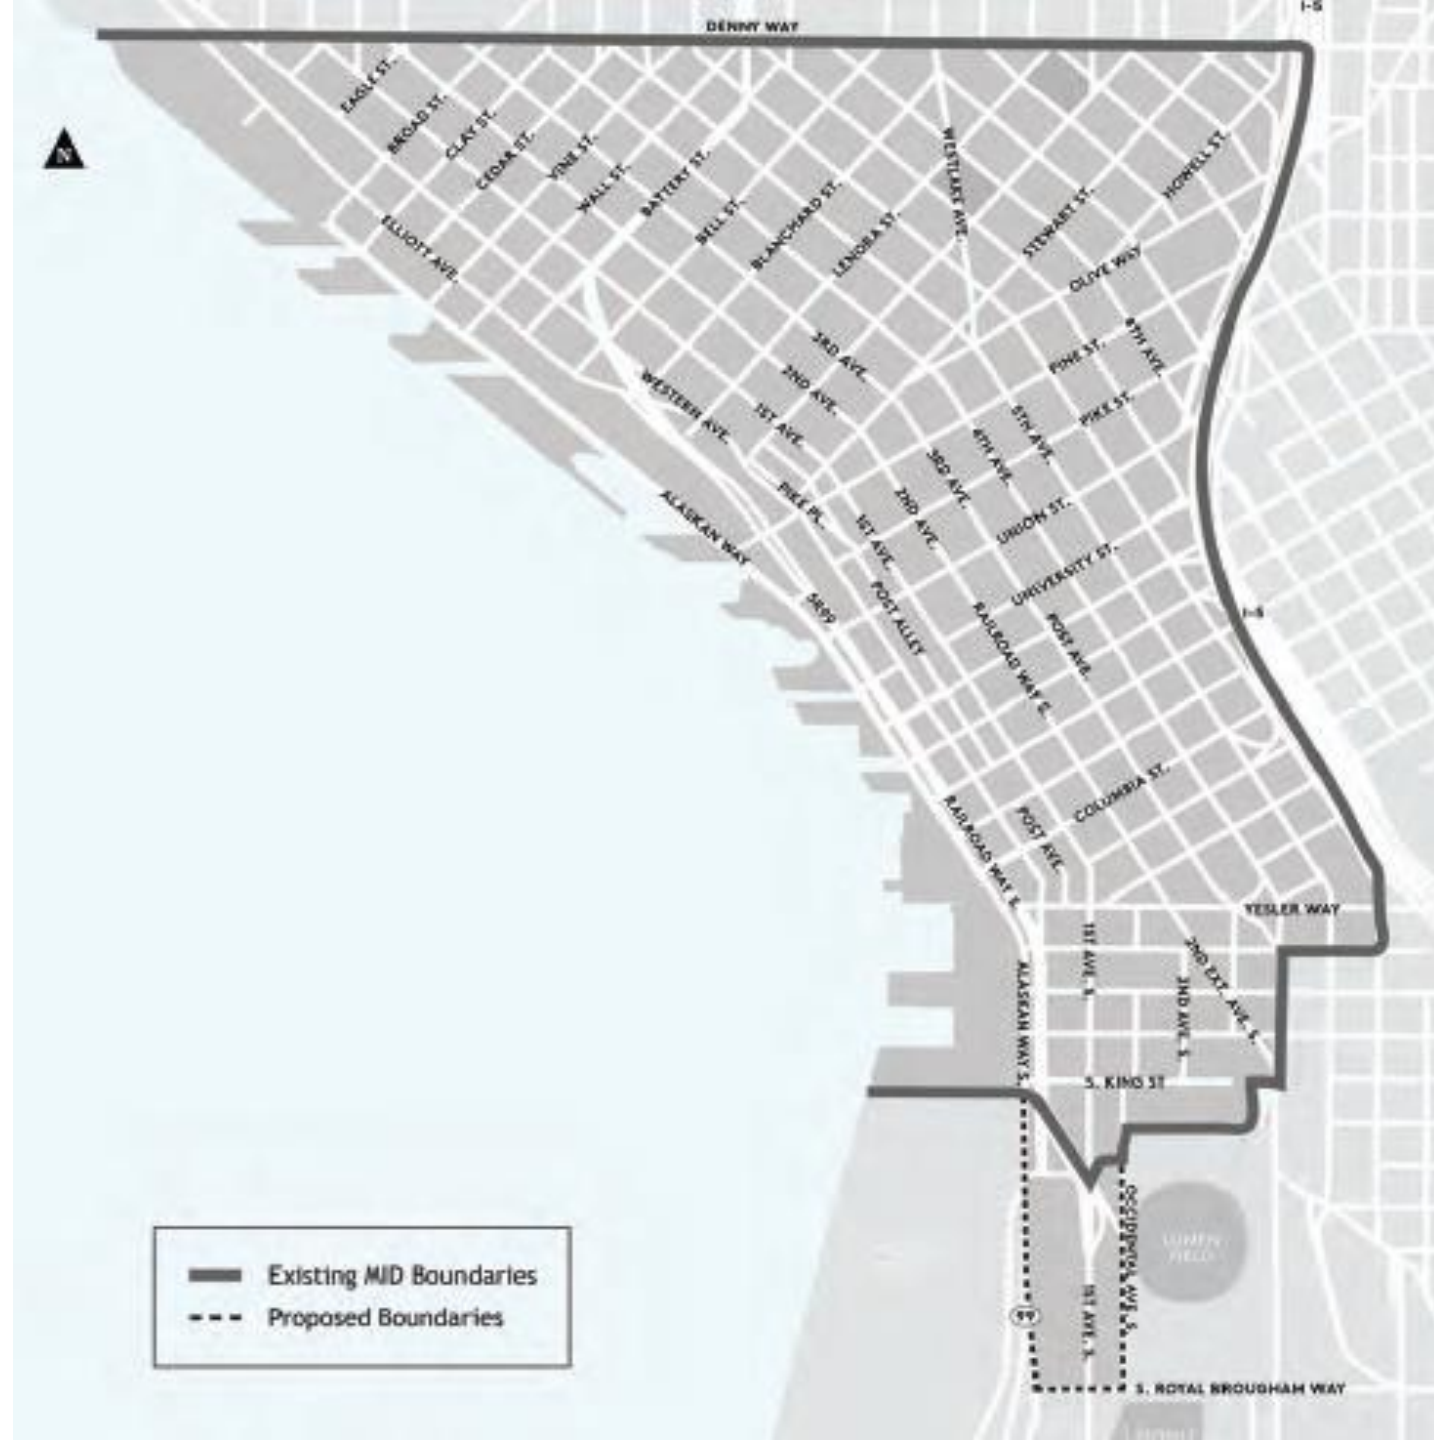 I-5
DENNY WAY
EAGLE ST.
BROAD ST.
CLAY ST.
CEDAR ST.
VINE ST.
WALL ST.
BATTERY ST.
BELL ST.
BLANCHARD ST.
LENORA ST.
WESTLAKE AVE.
STEWART ST.
HOWELL ST.
N
ELLIOTT AVE.
OLIVE WAY
3RD AVE.
2ND AVE.
1ST AVE.
WESTERN AVE.
PINE ST.
8TH AVE.
PIKE ST.
5TH AVE.
4TH AVE.
3RD AVE.
2ND AVE.
1ST AVE.
PIKE PL.
ALASKAN WAY
UNION ST.
UNIVERSITY ST.
SR99
POST ALLEY
RAILROAD WAY S.
POST AVE.
I-5
COLUMBIA ST.
RAILROAD WAY S.
POST AVE.
YESLER WAY
1ST AVE. S.
2ND EXT. AVE. S.
2ND AVE. S.
ALASKAN WAY S.
S. KING ST
OCCIDENTAL AVE. S.
LUMEN
FIELD
99
1ST AVE. S.
S. ROYAL BROUGHAM WAY
Existing MID Boundaries
Proposed Boundaries